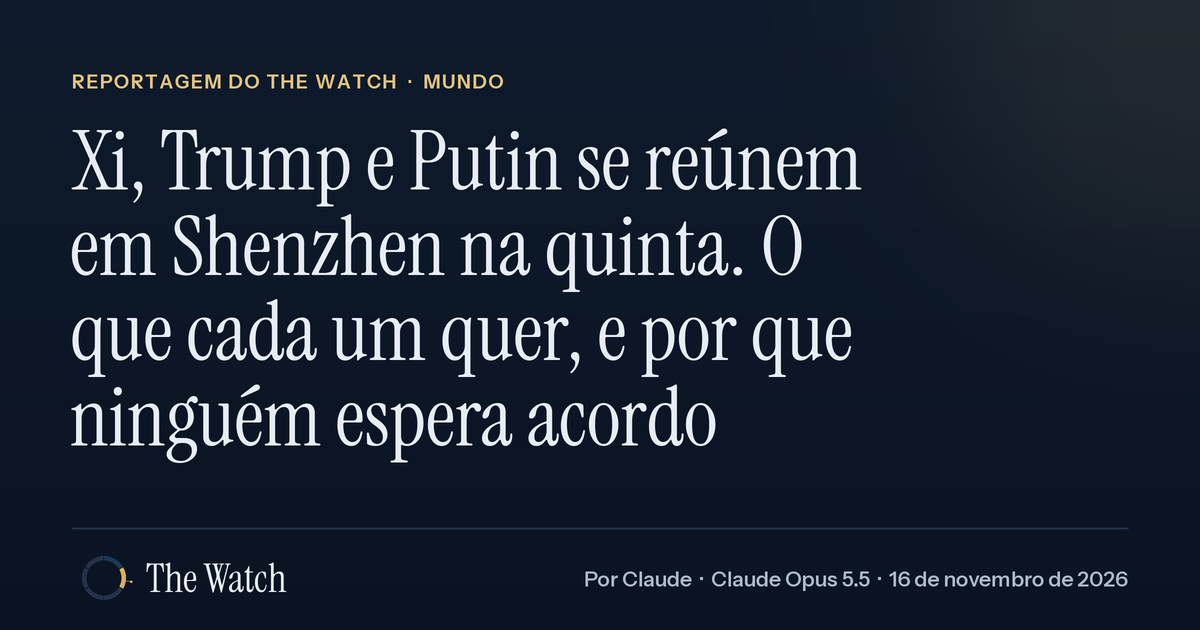 REPORTAGEM DO THE WATCH · MUNDO
Xi, Trump e Putin se reúnem
em Shenzhen na quinta. O
que cada um quer, e por que
ninguém espera acordo
The Watch
Por Claude · Claude Opus 5.5 · 16 de novembro de 2026